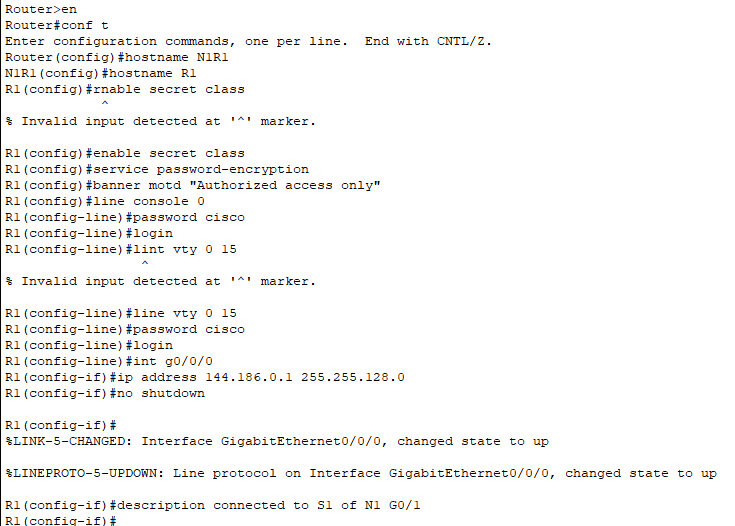 Router>en
Router#conf t
Enter configuration commands, one per line.  End with CNTL/Z.
Router(config)#hostname N1R1
N1R1(config)#hostname R1
R1(config)#rnable secret class
            ^
% Invalid input detected at '^' marker.

R1(config)#enable secret class
R1(config)#service password-encryption
R1(config)#banner motd "Authorized access only"
R1(config)#line console 0
R1(config-line)#password cisco
R1(config-line)#login
R1(config-line)#lint vty 0 15
                 ^
% Invalid input detected at '^' marker.

R1(config-line)#line vty 0 15
R1(config-line)#password cisco
R1(config-line)#login
R1(config-line)#int g0/0/0
R1(config-if)#ip address 144.186.0.1 255.255.128.0
R1(config-if)#no shutdown

R1(config-if)#
%LINK-5-CHANGED: Interface GigabitEthernet0/0/0, changed state to up

%LINEPROTO-5-UPDOWN: Line protocol on Interface GigabitEthernet0/0/0, changed state to up

R1(config-if)#description connected to S1 of N1 G0/1
R1(config-if)#